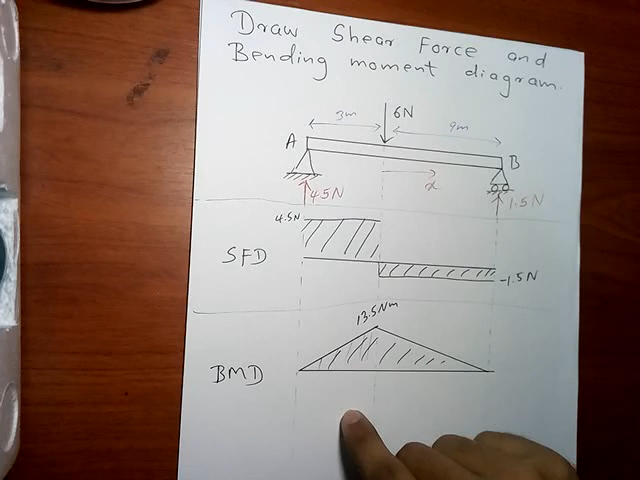 Draw Shear Force and
Bending moment diagram.
3m 6N 9m
A B
x
4.5N 1.5N
4.5N
SFD
-1.5N
13.5Nm
BMD